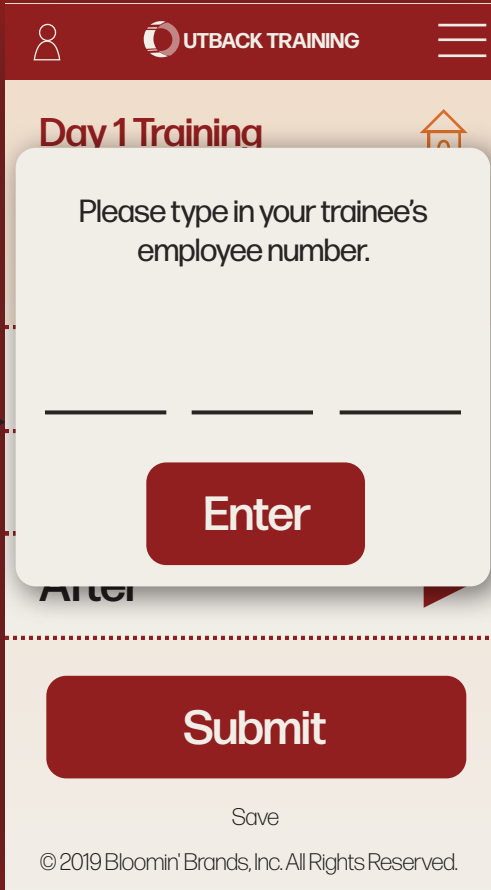 UTBACK TRAINING
Day 1 Training
Please type in your trainee's
employee number.
Enter
After
Submit
Save
© 2019 Bloomin' Brands, Inc. All Rights Reserved.